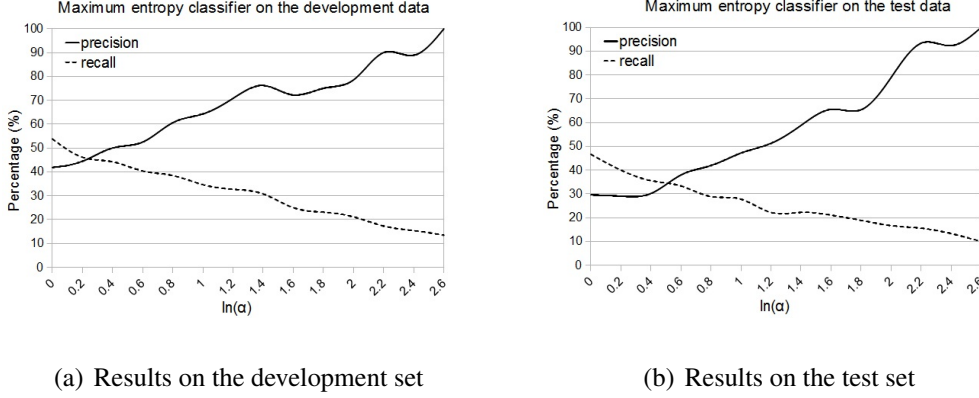 Maximum entropy classifier on the development data
100
90
80
70
60
50
40
30
20
10
0
precision
recall
Percentage (%)
0 0.2 0.4 0.6 0.8 1 1.2 1.4 1.6 1.8 2 2.2 2.4 2.6
ln(α)
(a) Results on the development set
Maximum entropy classifier on the test data
100
90
80
70
60
50
40
30
20
10
0
precision
recall
Percentage (%)
0 0.2 0.4 0.6 0.8 1 1.2 1.4 1.6 1.8 2 2.2 2.4 2.6
ln(α)
(b) Results on the test set